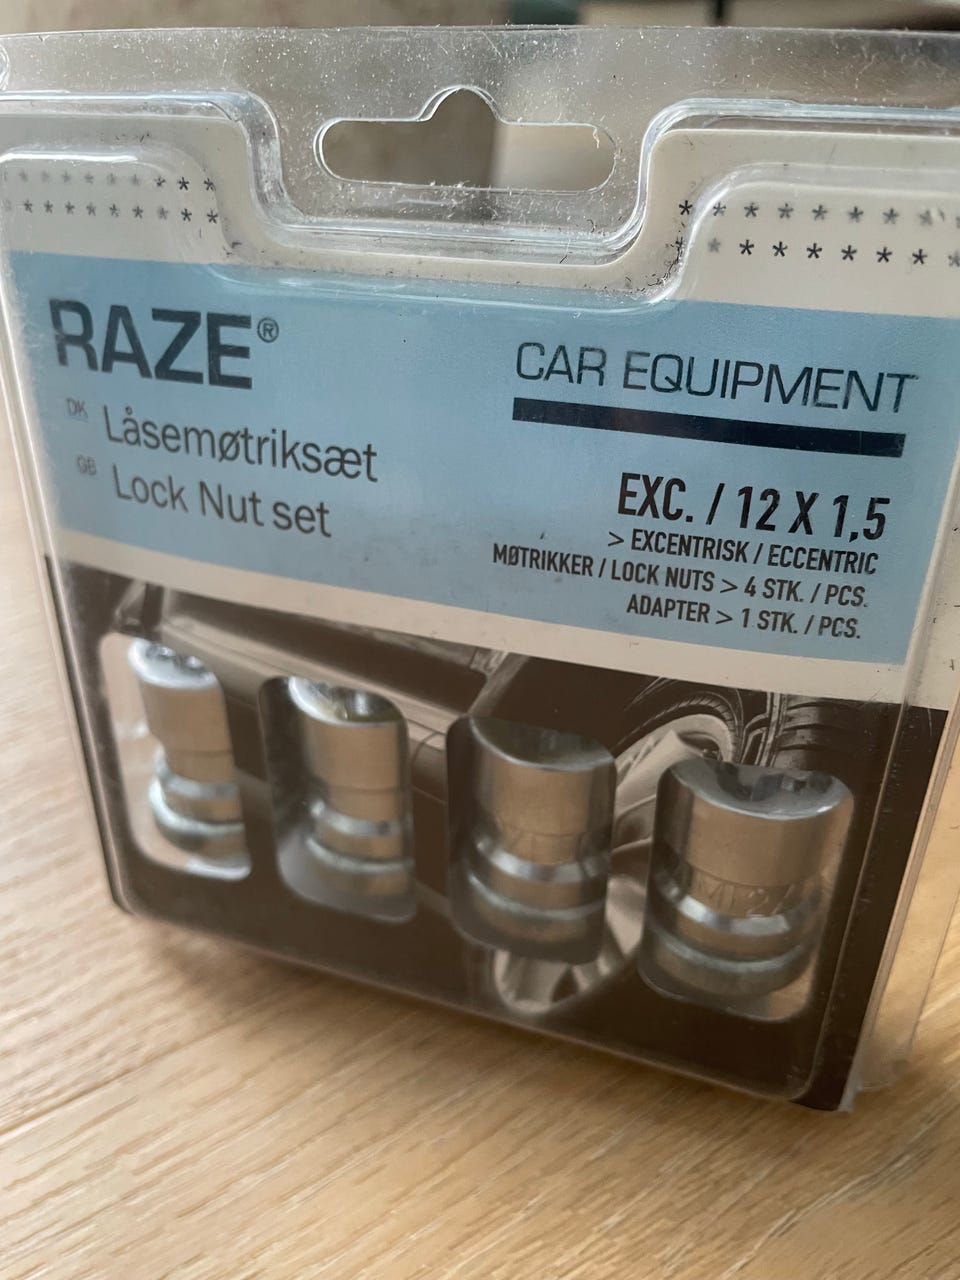 RAZE®
DK Låsemøtriksæt
GB Lock Nut set
CAR EQUIPMENT
EXC. / 12 X 1,5
> EXCENTRISK / ECCENTRIC
MØTRIKKER / LOCK NUTS > 4 STK. / PCS.
ADAPTER > 1 STK. / PCS.